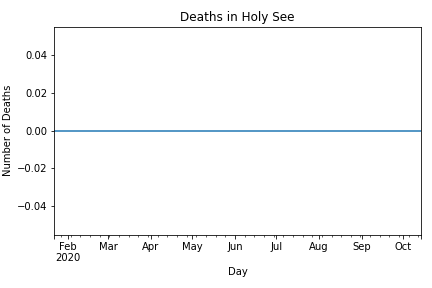 Deaths in Holy See
Number of Deaths
0.04
0.02
0.00
−0.02
−0.04
Feb Mar Apr May Jun Jul Aug Sep Oct
2020
Day